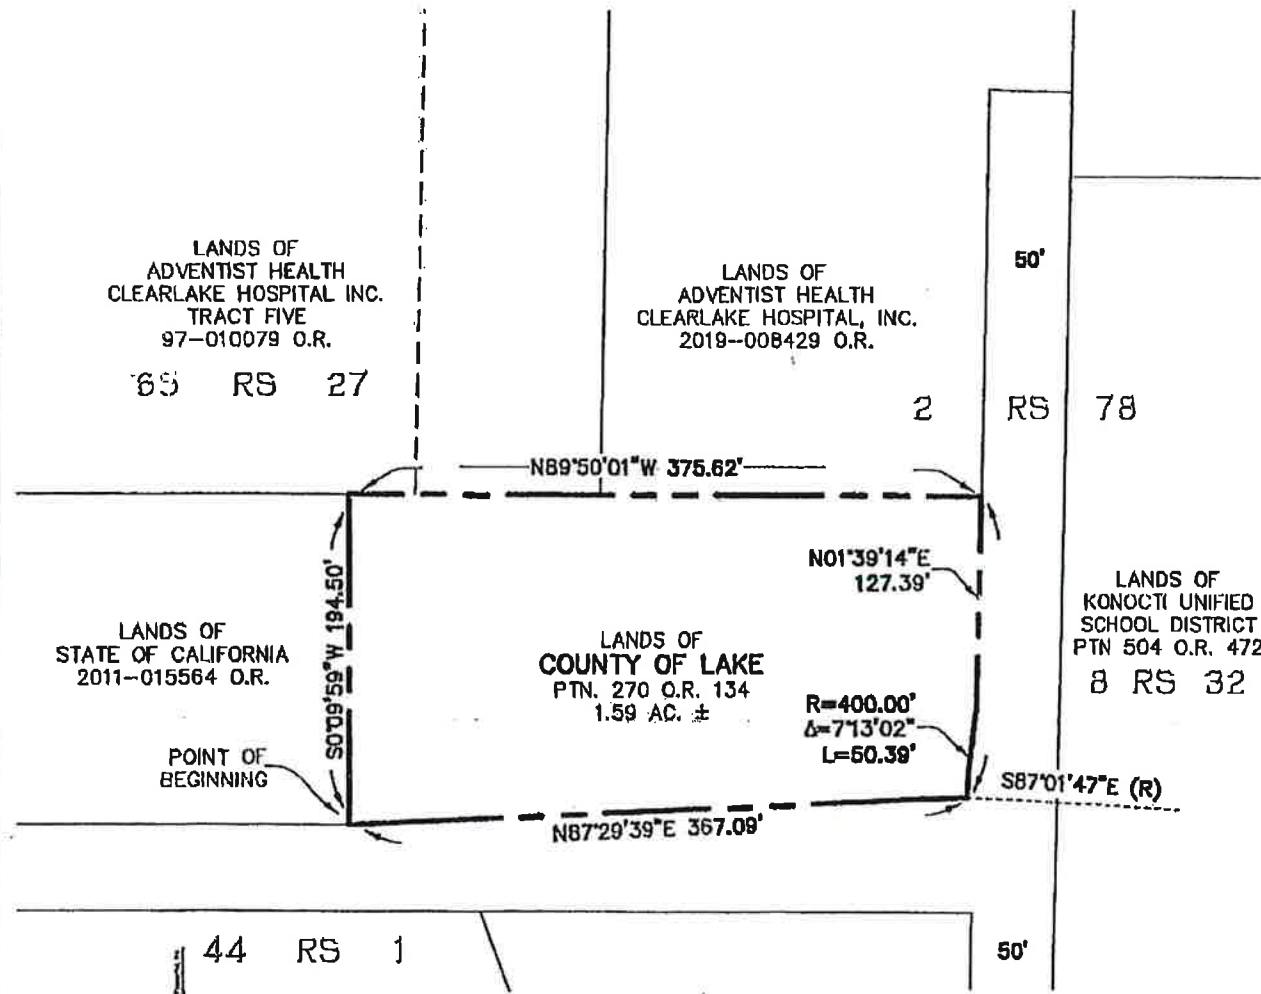 LANDS OF
ADVENTIST HEALTH
CLEARLAKE HOSPITAL INC.
TRACT FIVE
97-010079 O.R.
65 RS 27
LANDS OF
ADVENTIST HEALTH
CLEARLAKE HOSPITAL, INC.
2019--008429 O.R.
50'
2 RS 78
N89°50'01"W 375.62'
S0°09'59"W 194.50'
N01°39'14"E
127.39'
LANDS OF
STATE OF CALIFORNIA
2011-015564 O.R.
LANDS OF
COUNTY OF LAKE
PTN. 270 O.R. 134
1.59 AC. ±
LANDS OF
KONOCTI UNIFIED
SCHOOL DISTRICT
PTN 504 O.R. 472
8 RS 32
R=400.00'
Δ=7°13'02"
L=50.39'
POINT OF
BEGINNING
S87°01'47"E (R)
N87°29'39"E 367.09'
44 RS 1
50'